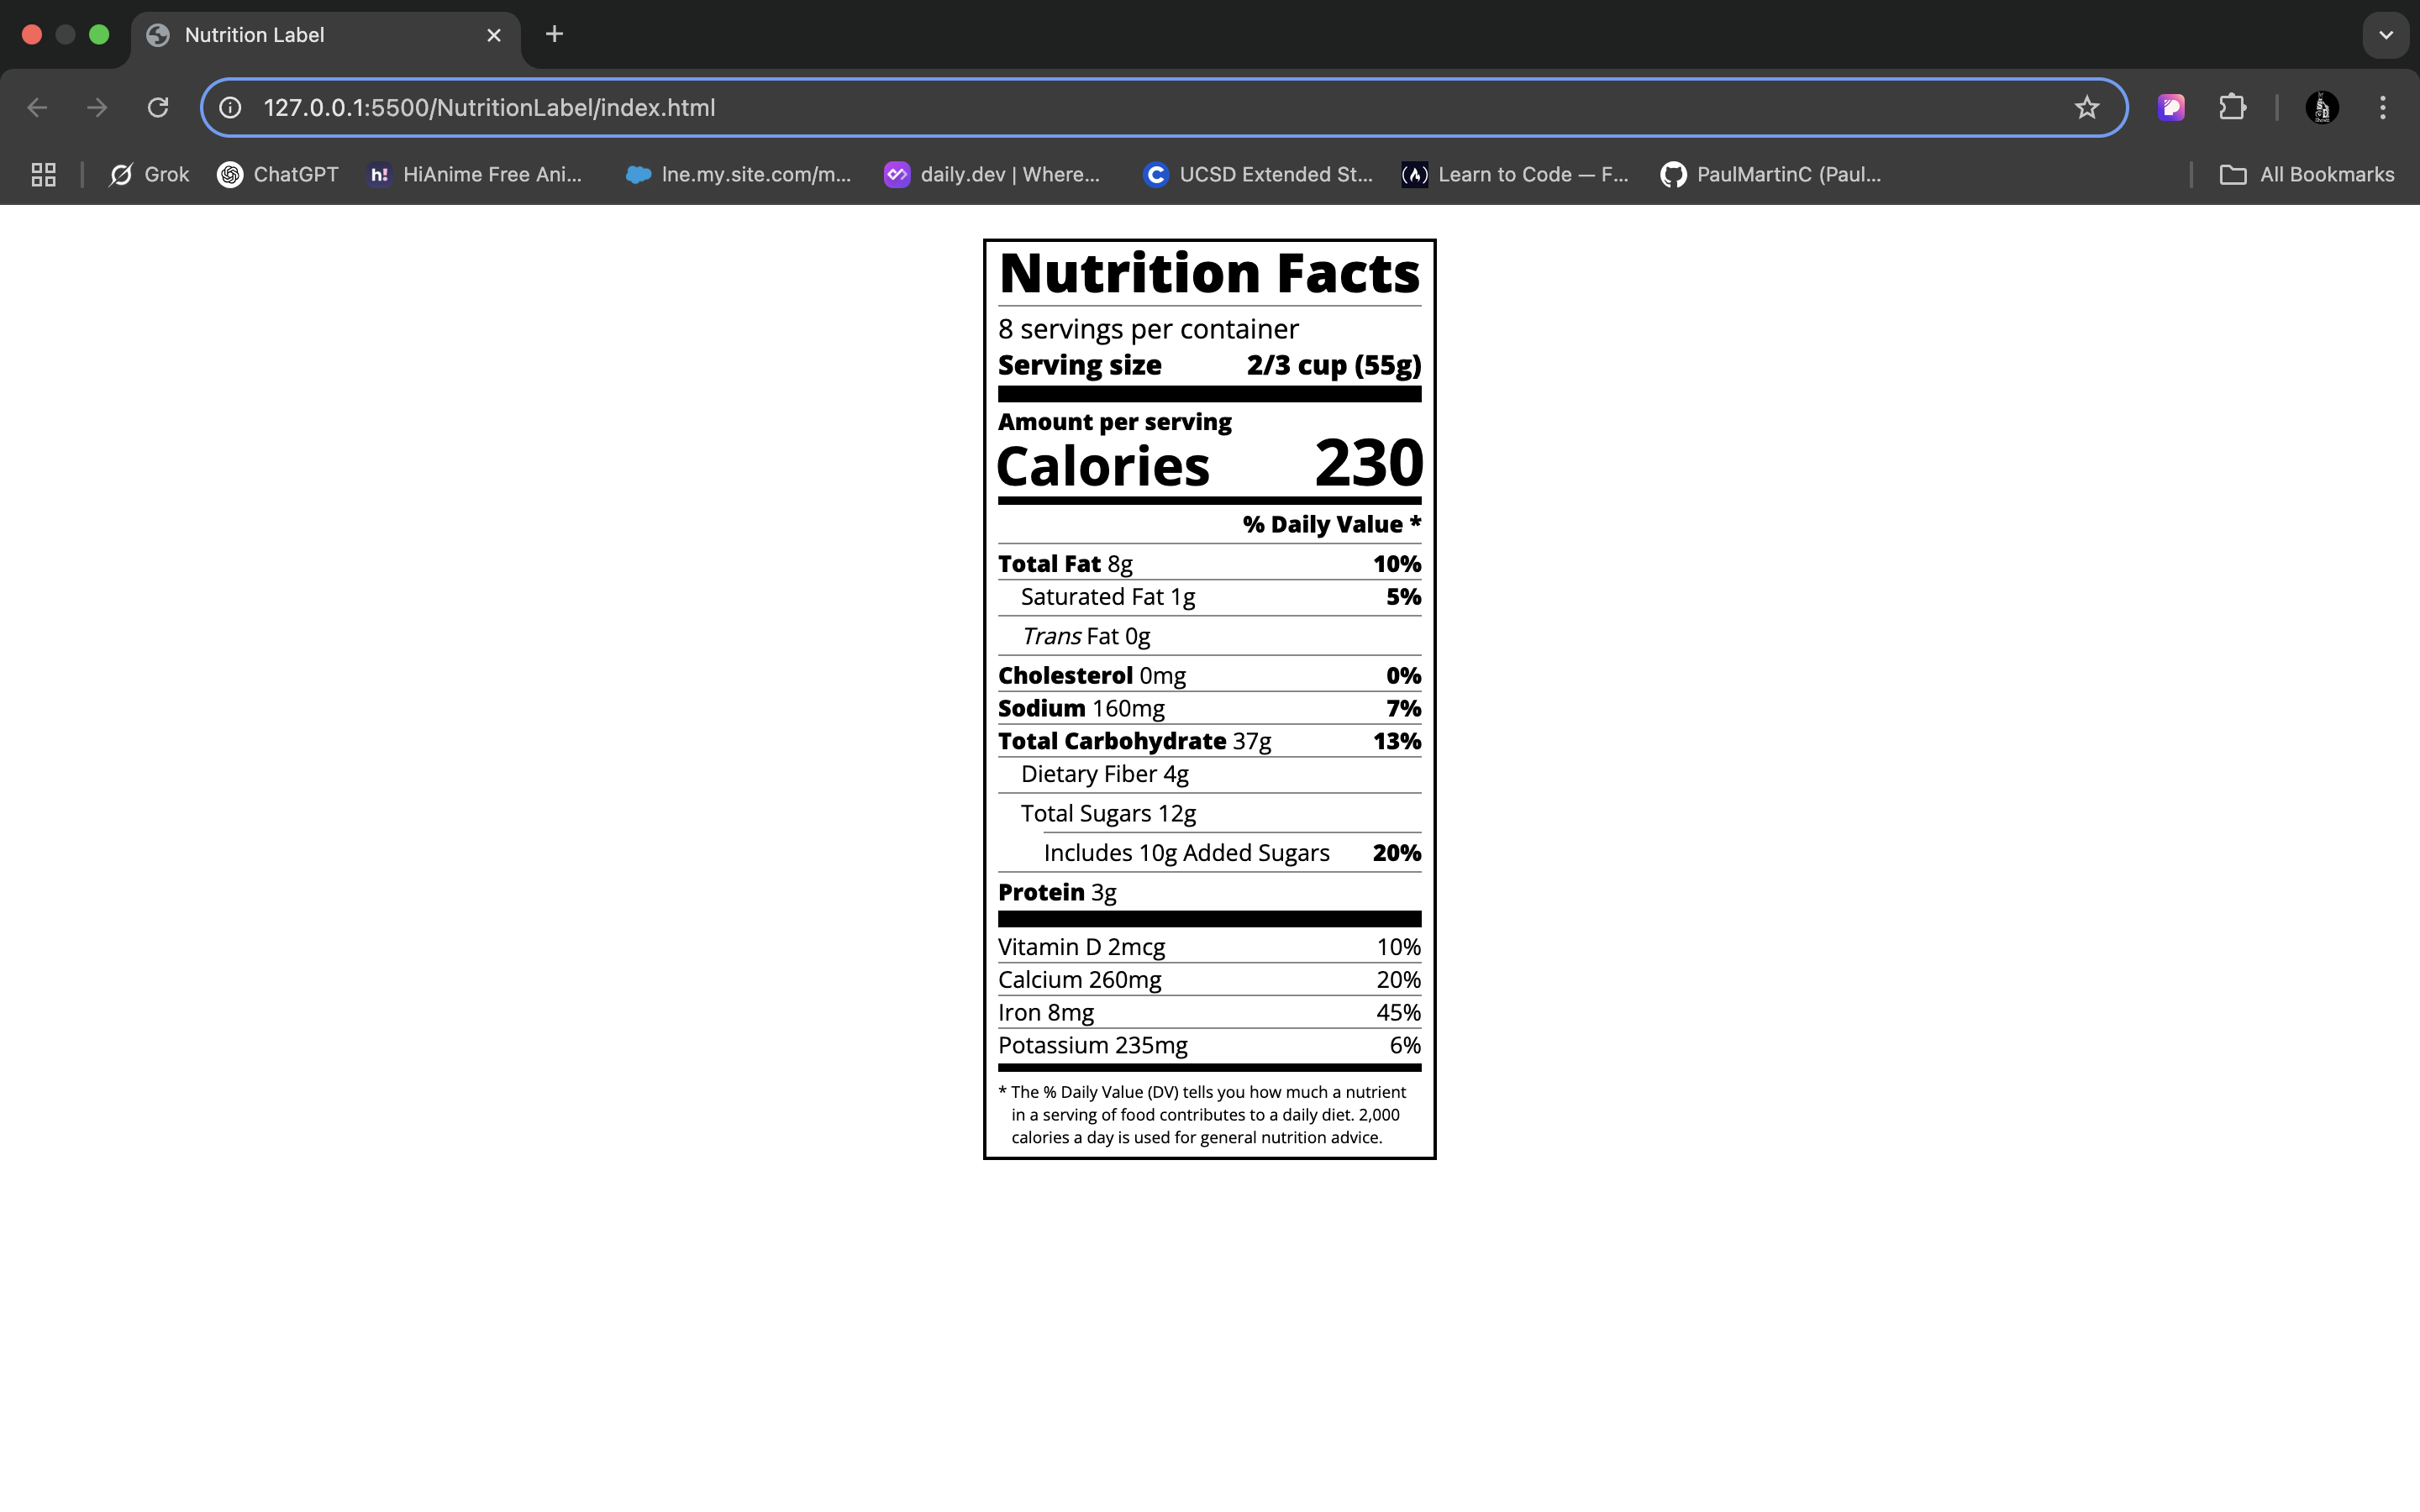 Nutrition Label
127.0.0.1:5500/NutritionLabel/index.html
Grok ChatGPT h! HiAnime Free Ani... lne.my.site.com/m... daily.dev | Where... C UCSD Extended St... Learn to Code — F... PaulMartinC (Paul... All Bookmarks
Nutrition Facts
8 servings per container
Serving size 2/3 cup (55g)
Amount per serving
Calories 230
% Daily Value *
Total Fat 8g 10%
Saturated Fat 1g 5%
Trans Fat 0g
Cholesterol 0mg 0%
Sodium 160mg 7%
Total Carbohydrate 37g 13%
Dietary Fiber 4g
Total Sugars 12g
Includes 10g Added Sugars 20%
Protein 3g
Vitamin D 2mcg 10%
Calcium 260mg 20%
Iron 8mg 45%
Potassium 235mg 6%
* The % Daily Value (DV) tells you how much a nutrient
in a serving of food contributes to a daily diet. 2,000
calories a day is used for general nutrition advice.